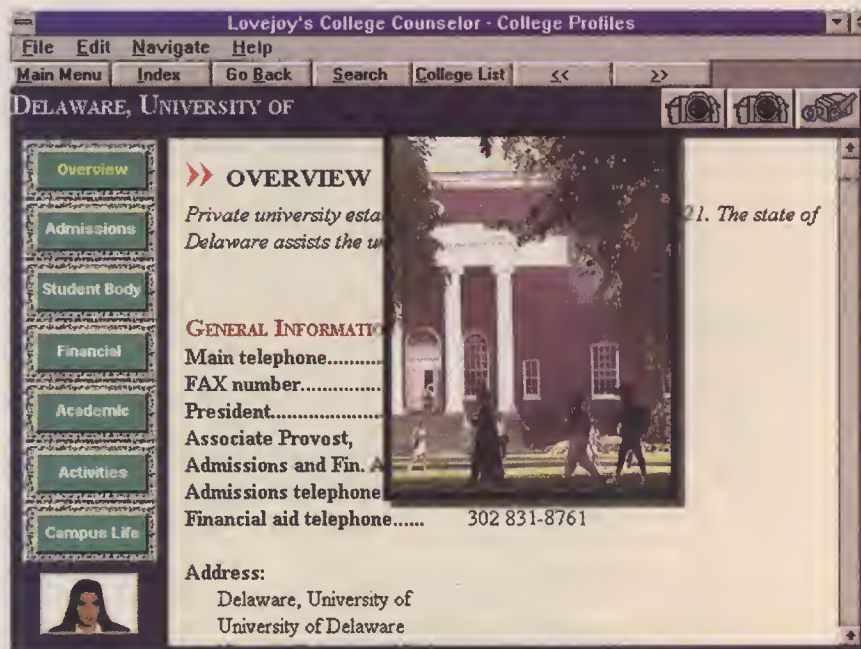 Lovejoy's College Counselor - College Profiles
File Edit Navigate Help
Main Menu Index Go Back Search College List << >>
DELAWARE, UNIVERSITY OF
Overview
Admissions
Student Body
Financial
Academic
Activities
Campus Life
>> OVERVIEW
Private university esta 21. The state of
Delaware assists the u
GENERAL INFORMATIO
Main telephone...........
FAX number...............
President....................
Associate Provost,
Admissions and Fin. A
Admissions telephone
Financial aid telephone...... 302 831-8761
Address:
Delaware, University of
University of Delaware